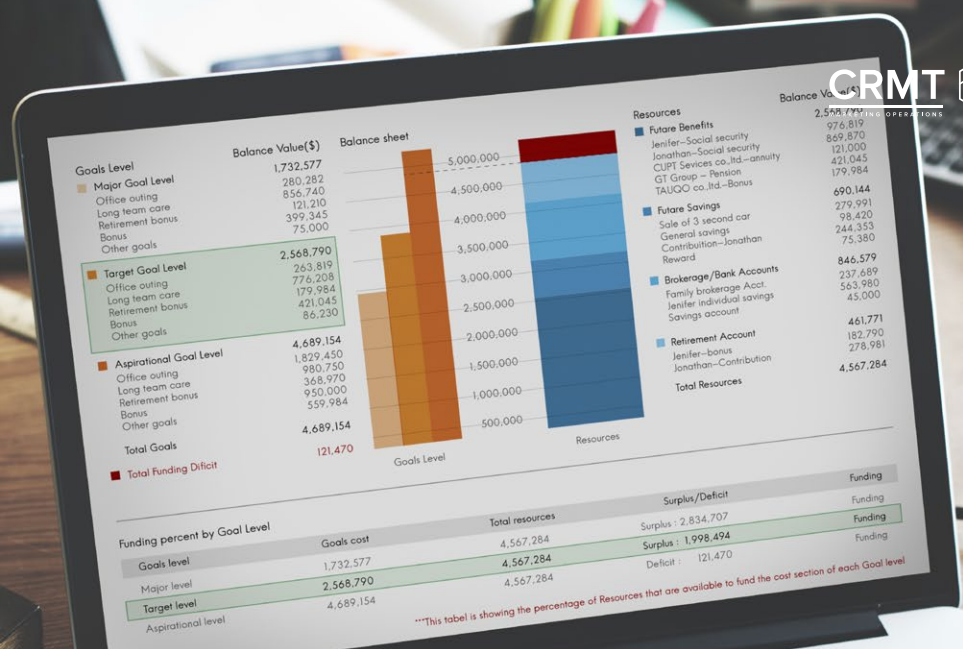 CRMT
MARKETING OPERATIONS
Goals Level Balance Value($)
Major Goal Level 1,732,577
Office outing 280,282
Long team care 856,740
Retirement bonus 121,210
Bonus 399,345
Other goals 75,000
Target Goal Level 2,568,790
Office outing 263,819
Long team care 776,208
Retirement bonus 179,984
Bonus 421,045
Other goals 86,230
Aspirational Goal Level 4,689,154
Office outing 1,829,450
Long team care 980,750
Retirement bonus 368,970
Bonus 950,000
Other goals 559,984
Total Goals 4,689,154
Total Funding Dificit 121,470
Balance sheet
5,000,000
4,500,000
4,000,000
3,500,000
3,000,000
2,500,000
2,000,000
1,500,000
1,000,000
500,000
Goals Level
Resources
Resources Balance
Future Benefits 2,568,790
Jenifer–Social security 976,819
Jonathan–Social security 869,870
CUPT Sevices co.,ltd.–annuity 121,000
GT Group – Pension 421,045
TAUQO co.,ltd.–Bonus 179,984
Future Savings 690,144
Sale of 3 second car 279,991
General savings 98,420
Contribuition–Jonathan 244,353
Reward 75,380
Brokerage/Bank Accounts 846,579
Family brokerage Acct. 237,689
Jenifer individual savings 563,980
Savings account 45,000
Retirement Account 461,771
Jenifer–bonus 182,790
Jonathan–Contribution 278,981
Total Resources 4,567,284
Funding percent by Goal Level
Goals level Goals cost Total resources Surplus/Deficit Funding
Major level 1,732,577 4,567,284 Surplus : 2,834,707 Funding
Target level 2,568,790 4,567,284 Surplus : 1,998,494 Funding
Aspirational level 4,689,154 4,567,284 Deficit : 121,470 Funding
***This tabel is showing the percentage of Resources that are available to fund the cost section of each Goal level